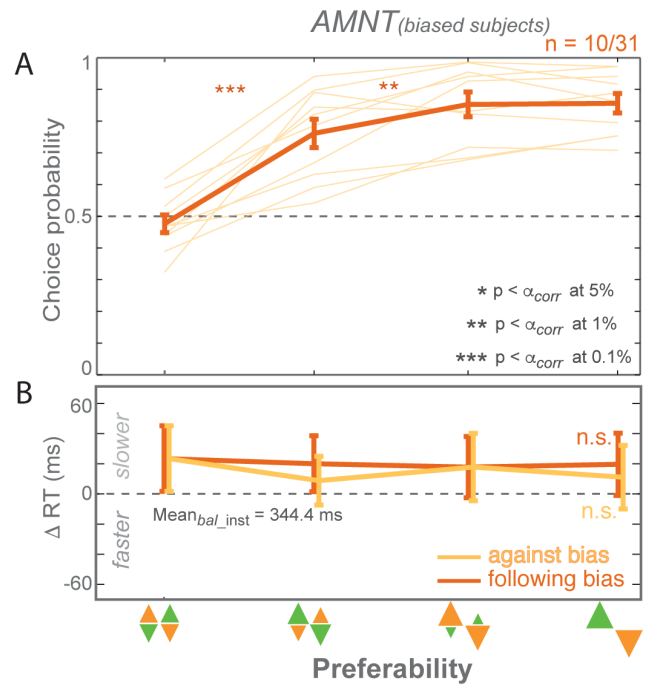 AMNT(biased subjects)
n = 10/31
A
1
***
**
Choice probability
0.5
* p < αcorr at 5%
** p < αcorr at 1%
*** p < αcorr at 0.1%
0
B
60
slower
n.s.
Δ RT (ms)
0
Meanbal_inst = 344.4 ms
n.s.
faster
against bias
following bias
-60
Preferability